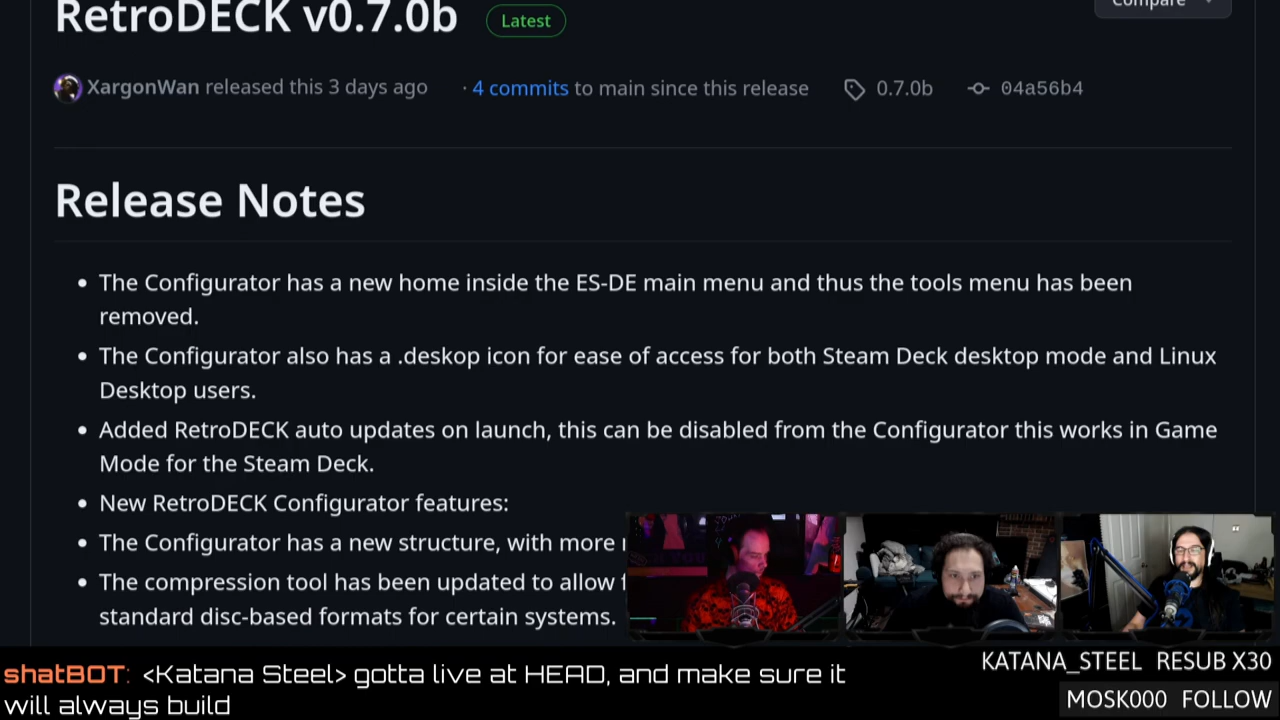 RetroDECK v0.7.0b Latest Compare
XargonWan released this 3 days ago · 4 commits to main since this release 0.7.0b 04a56b4
Release Notes
• The Configurator has a new home inside the ES-DE main menu and thus the tools menu has been
removed.
• The Configurator also has a .deskop icon for ease of access for both Steam Deck desktop mode and Linux
Desktop users.
• Added RetroDECK auto updates on launch, this can be disabled from the Configurator this works in Game
Mode for the Steam Deck.
• New RetroDECK Configurator features:
• The Configurator has a new structure, with more
• The compression tool has been updated to allow
standard disc-based formats for certain systems.
shatBOT: <Katana Steel> gotta live at HEAD, and make sure it
will always build
KATANA_STEEL RESUB X30
MOSK000 FOLLOW